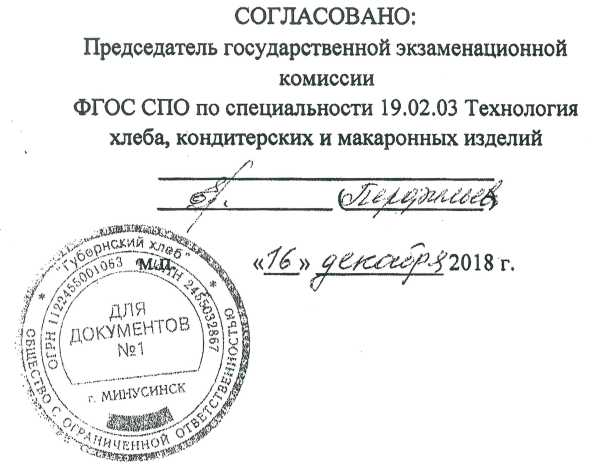 СОГЛАСОВАНО:
Председатель государственной экзаменационной
комиссии
ФГОС СПО по специальности 19.02.03 Технология
хлеба, кондитерских и макаронных изделий
(Перфильев
«16» декабря 2018 г.
М.П.
"Губернский хлеб"
ОГРН 1122455001063 * ИНН 2455032867
ДЛЯ
ДОКУМЕНТОВ
№1
г. МИНУСИНСК
ОБЩЕСТВО С ОГРАНИЧЕННОЙ ОТВЕТСТВЕННОСТЬЮ